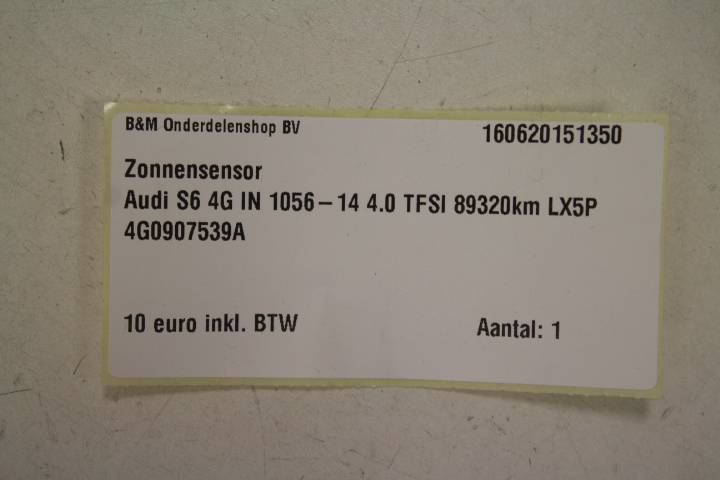 B&M Onderdelenshop BV 160620151350
Zonnensensor
Audi S6 4G IN 1056-14 4.0 TFSI 89320km LX5P
4G0907539A
10 euro inkl. BTW Aantal: 1